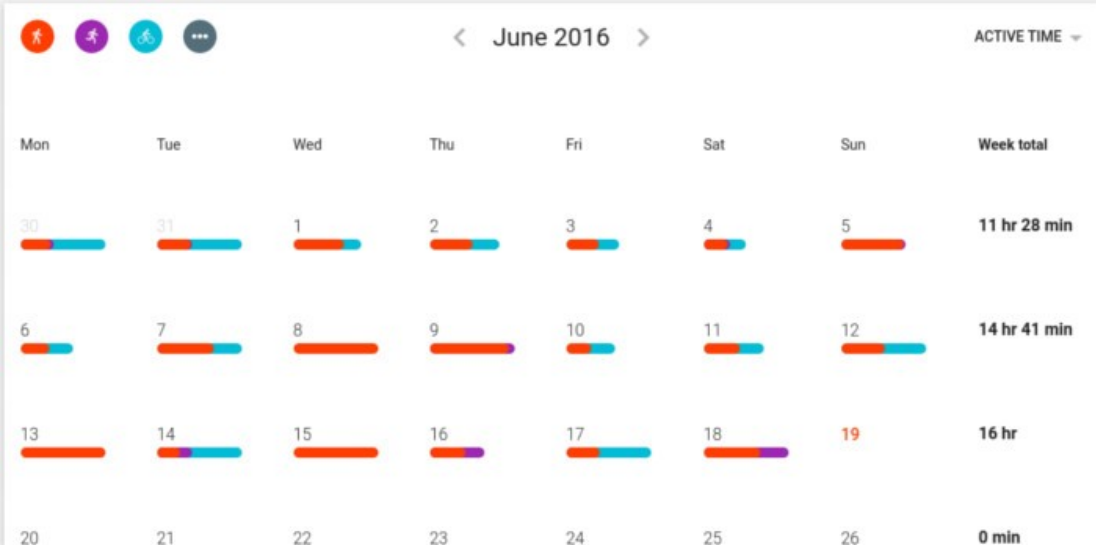 June 2016
ACTIVE TIME
Mon Tue Wed Thu Fri Sat Sun Week total
30 31 1 2 3 4 5 11 hr 28 min
6 7 8 9 10 11 12 14 hr 41 min
13 14 15 16 17 18 19 16 hr
20 21 22 23 24 25 26 0 min